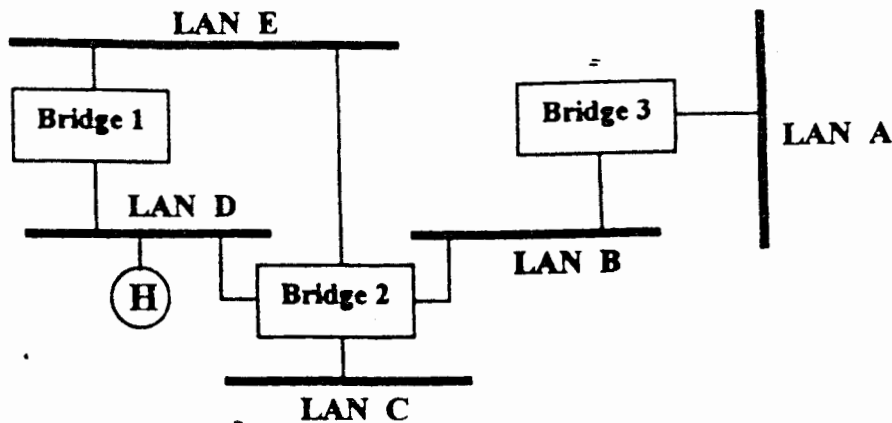 LAN E
Bridge 1
Bridge 3
LAN A
LAN D
LAN B
H
Bridge 2
LAN C